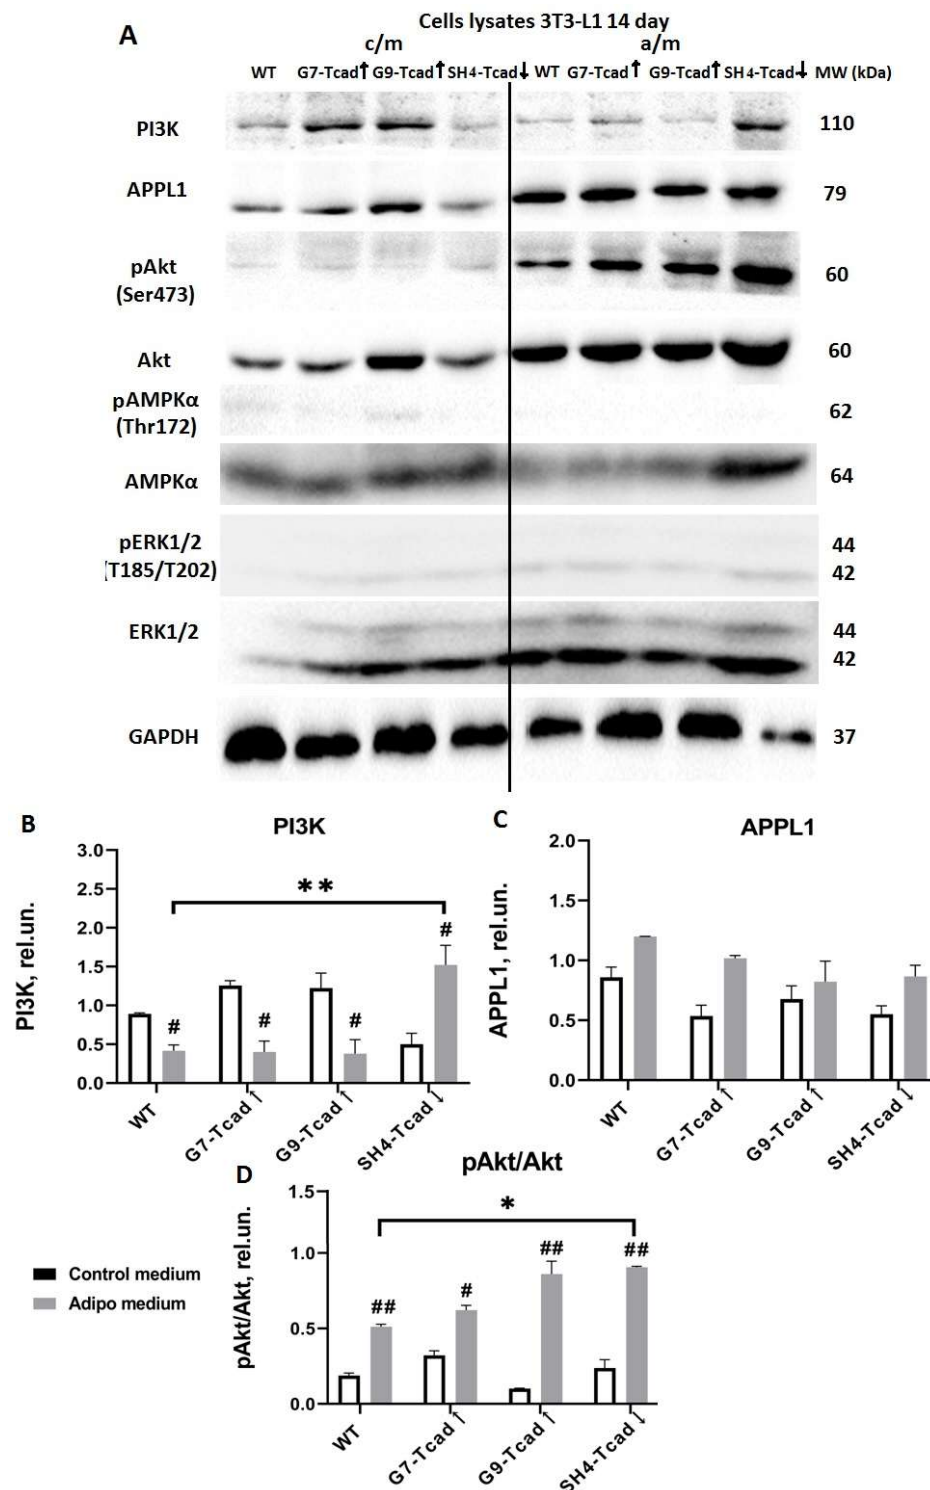 A
Cells lysates 3T3-L1 14 day
c/m a/m
WT G7-Tcad↑ G9-Tcad↑ SH4-Tcad↓ WT G7-Tcad↑ G9-Tcad↑ SH4-Tcad↓ MW (kDa)
PI3K 110
APPL1 79
pAkt
(Ser473) 60
Akt 60
pAMPKα
(Thr172) 62
AMPKα 64
pERK1/2 44
(T185/T202) 42
ERK1/2 44
42
GAPDH 37
B
PI3K
PI3K, rel.un.
3.0
2.5
2.0
1.5
1.0
0.5
0.0
**
# # # #
WT G7-Tcad↑ G9-Tcad↑ SH4-Tcad↓
C
APPL1
APPL1, rel.un.
2.0
1.5
1.0
0.5
0.0
WT G7-Tcad↑ G9-Tcad↑ SH4-Tcad↓
D
pAkt/Akt
pAkt/Akt, rel.un.
1.5
1.0
0.5
0.0
*
## # ## ##
WT G7-Tcad↑ G9-Tcad↑ SH4-Tcad↓
Control medium
Adipo medium